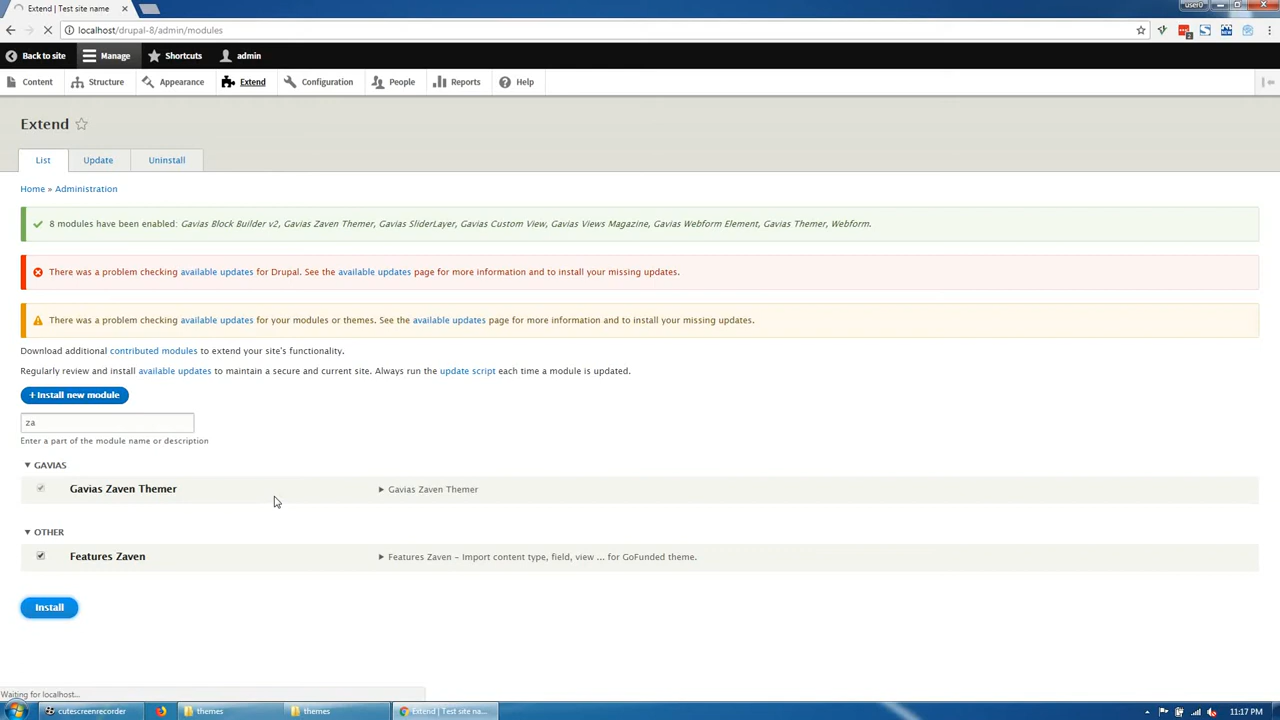 Extend | Test site name
user0
localhost/drupal-8/admin/modules
Back to site Manage Shortcuts admin
Content Structure Appearance Extend Configuration People Reports Help
Extend
List Update Uninstall
Home » Administration
8 modules have been enabled: Gavias Block Builder v2, Gavias Zaven Themer, Gavias SliderLayer, Gavias Custom View, Gavias Views Magazine, Gavias Webform Element, Gavias Themer, Webform.
There was a problem checking available updates for Drupal. See the available updates page for more information and to install your missing updates.
There was a problem checking available updates for your modules or themes. See the available updates page for more information and to install your missing updates.
Download additional contributed modules to extend your site's functionality.
Regularly review and install available updates to maintain a secure and current site. Always run the update script each time a module is updated.
+ Install new module
za
Enter a part of the module name or description
GAVIAS
Gavias Zaven Themer Gavias Zaven Themer
OTHER
Features Zaven Features Zaven – Import content type, field, view ... for GoFunded theme.
Install
Waiting for localhost...
cutescreenrecorder themes themes Extend | Test site na... 11:17 PM